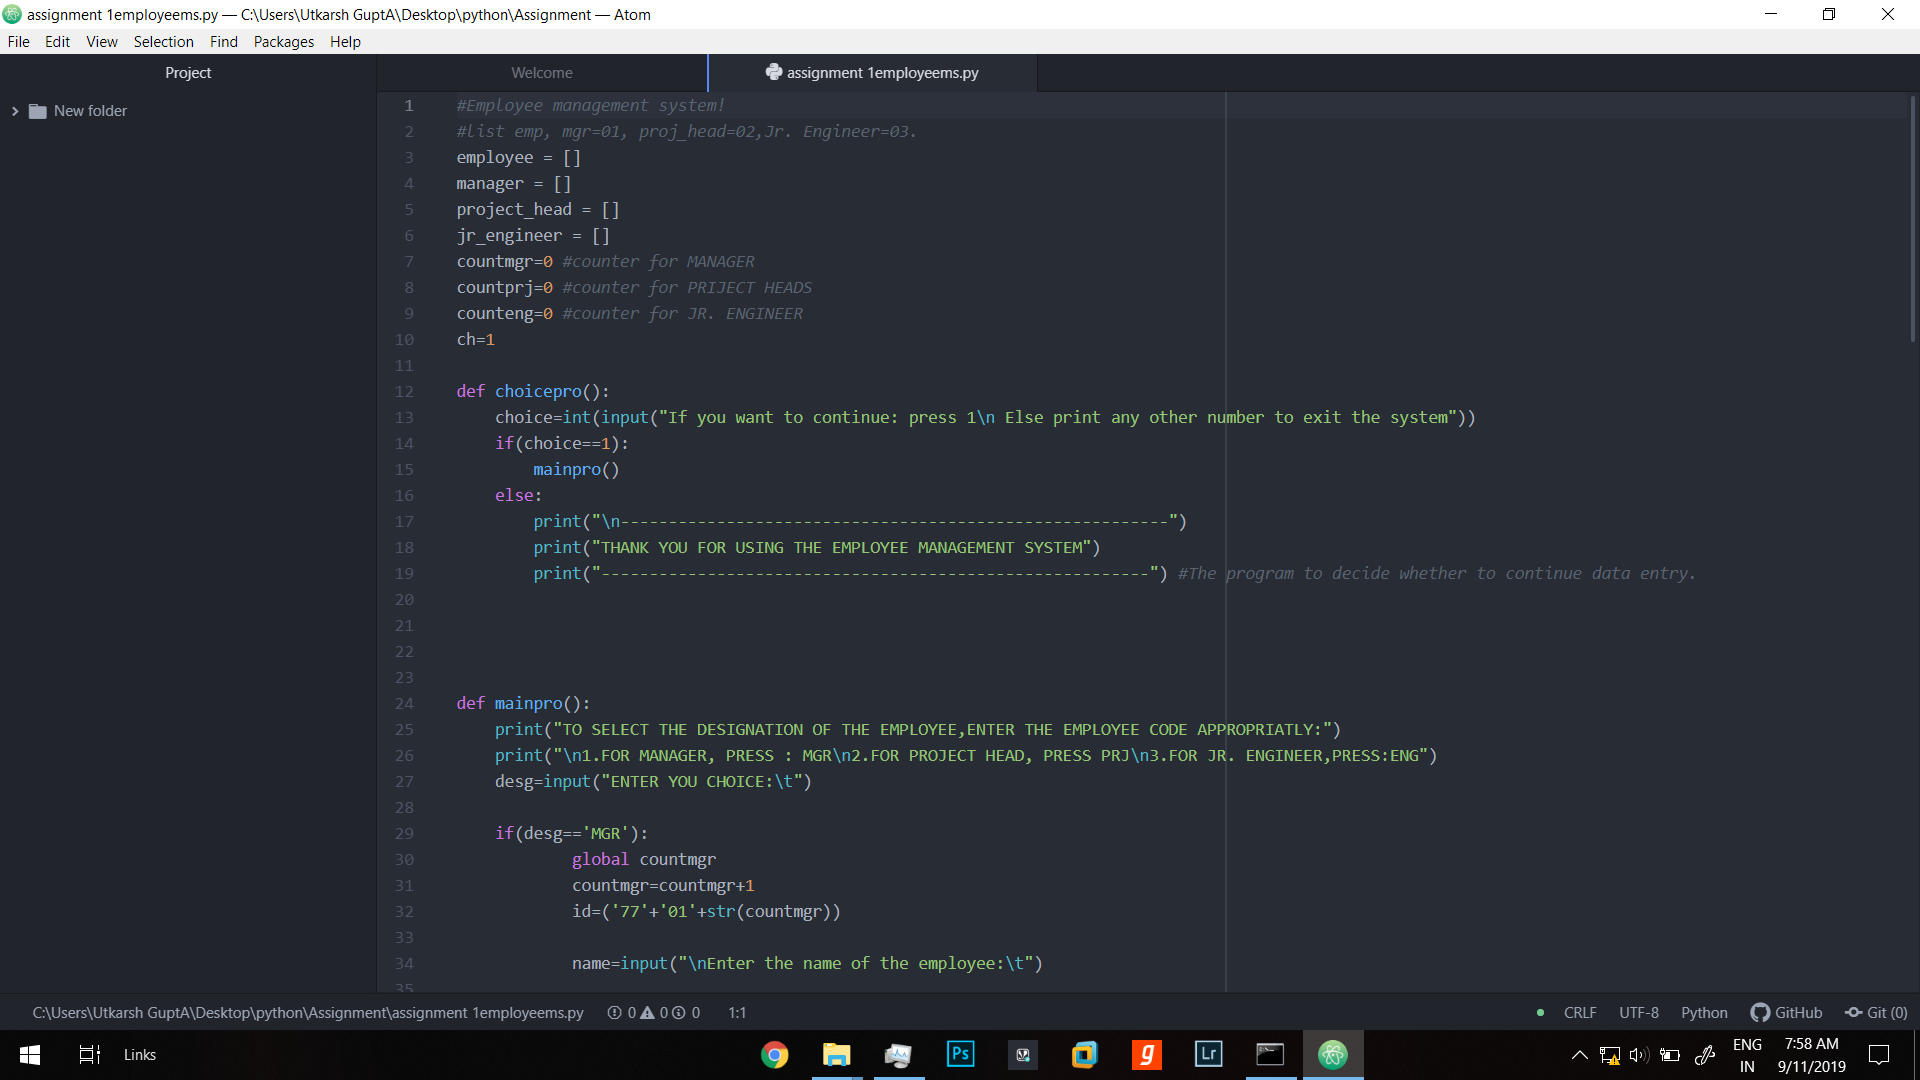 assignment 1employeems.py — C:\Users\Utkarsh GuptA\Desktop\python\Assignment — Atom
File Edit View Selection Find Packages Help
Project
Welcome
assignment 1employeems.py
New folder
1 #Employee management system!
2 #list emp, mgr=01, proj_head=02,Jr. Engineer=03.
3 employee = []
4 manager = []
5 project_head = []
6 jr_engineer = []
7 countmgr=0 #counter for MANAGER
8 countprj=0 #counter for PRIJECT HEADS
9 counteng=0 #counter for JR. ENGINEER
10 ch=1
11
12 def choicepro():
13     choice=int(input("If you want to continue: press 1\n Else print any other number to exit the system"))
14     if(choice==1):
15         mainpro()
16     else:
17         print("\n---------------------------------------------------------")
18         print("THANK YOU FOR USING THE EMPLOYEE MANAGEMENT SYSTEM")
19         print("---------------------------------------------------------") #The program to decide whether to continue data entry.
20
21
22
23
24 def mainpro():
25     print("TO SELECT THE DESIGNATION OF THE EMPLOYEE,ENTER THE EMPLOYEE CODE APPROPRIATLY:")
26     print("\n1.FOR MANAGER, PRESS : MGR\n2.FOR PROJECT HEAD, PRESS PRJ\n3.FOR JR. ENGINEER,PRESS:ENG")
27     desg=input("ENTER YOU CHOICE:\t")
28
29     if(desg=='MGR'):
30             global countmgr
31             countmgr=countmgr+1
32             id=('77'+'01'+str(countmgr))
33
34             name=input("\nEnter the name of the employee:\t")
35
C:\Users\Utkarsh GuptA\Desktop\python\Assignment\assignment 1employeems.py 0 0 0 1:1 CRLF UTF-8 Python GitHub Git (0)
Links
Ps
g
Lr
ENG
IN
7:58 AM
9/11/2019